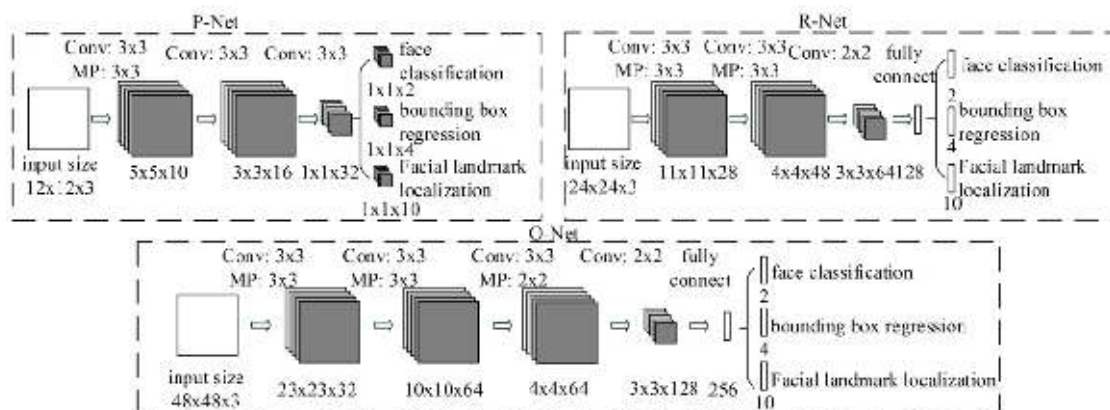 P-Net
Conv: 3x3
MP: 3x3
Conv: 3x3
Conv: 3x3
face
classification
1x1x2
bounding box
regression
1x1x4
Facial landmark
localization
1x1x10
input size
12x12x3
5x5x10
3x3x16
1x1x32
R-Net
Conv: 3x3
MP: 3x3
Conv: 3x3
MP: 3x3
Conv: 2x2
fully
connect
face classification
2
bounding box
regression
4
Facial landmark
localization
10
input size
24x24x3
11x11x28
4x4x48
3x3x64
128
O-Net
Conv: 3x3
MP: 3x3
Conv: 3x3
MP: 3x3
Conv: 3x3
MP: 2x2
Conv: 2x2
fully
connect
face classification
2
bounding box regression
4
Facial landmark localization
10
input size
48x48x3
23x23x32
10x10x64
4x4x64
3x3x128
256